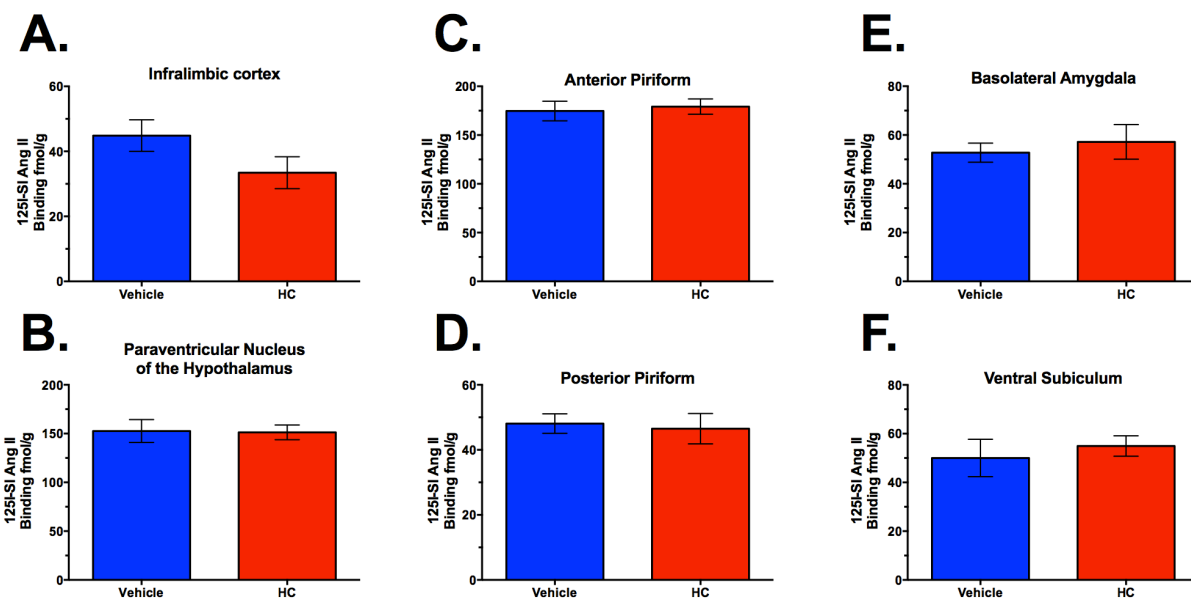 A.
Infralimbic cortex
125I-SI Ang II
Binding fmol/g
60
40
20
0
Vehicle HC
B.
Paraventricular Nucleus
of the Hypothalamus
125I-SI Ang II
Binding fmol/g
200
150
100
50
0
Vehicle HC
C.
Anterior Piriform
125I-SI Ang II
Binding fmol/g
200
175
150
125
100
75
50
25
0
Vehicle HC
D.
Posterior Piriform
125I-SI Ang II
Binding fmol/g
60
40
20
0
Vehicle HC
E.
Basolateral Amygdala
125I-SI Ang II
Binding fmol/g
80
60
40
20
0
Vehicle HC
F.
Ventral Subiculum
125I-SI Ang II
Binding fmol/g
80
60
40
20
0
Vehicle HC